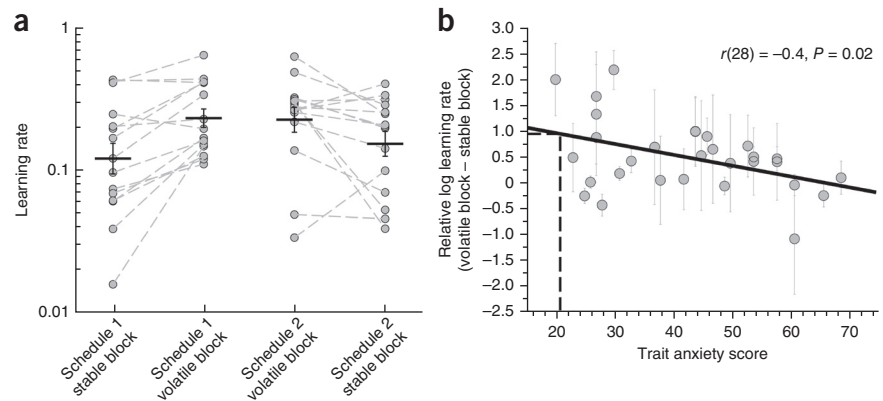 a
1
0.1
0.01
Learning rate
Schedule 1
stable block
Schedule 1
volatile block
Schedule 2
volatile block
Schedule 2
stable block
b
3.0
2.5
2.0
1.5
1.0
0.5
0
–0.5
–1.0
–1.5
–2.0
–2.5
Relative log learning rate
(volatile block – stable block)
r(28) = –0.4, P = 0.02
20 30 40 50 60 70
Trait anxiety score